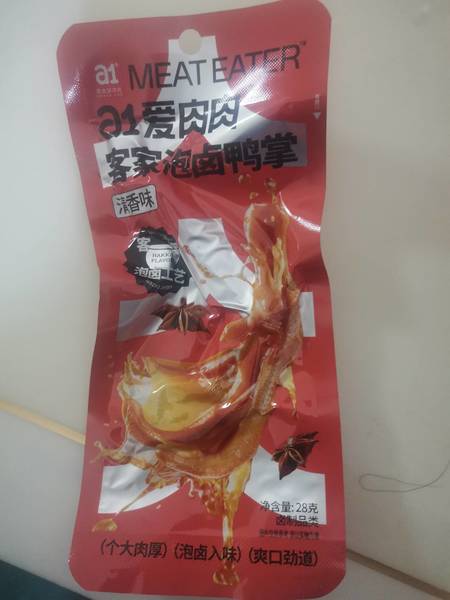 a1
MEAT EATER
a1爱肉肉
客家泡卤鸭掌
清香味
客
HAKKA
FLAVOR
泡卤工艺
净含量:28克
卤制品类
(个大肉厚) (泡卤入味) (爽口劲道)